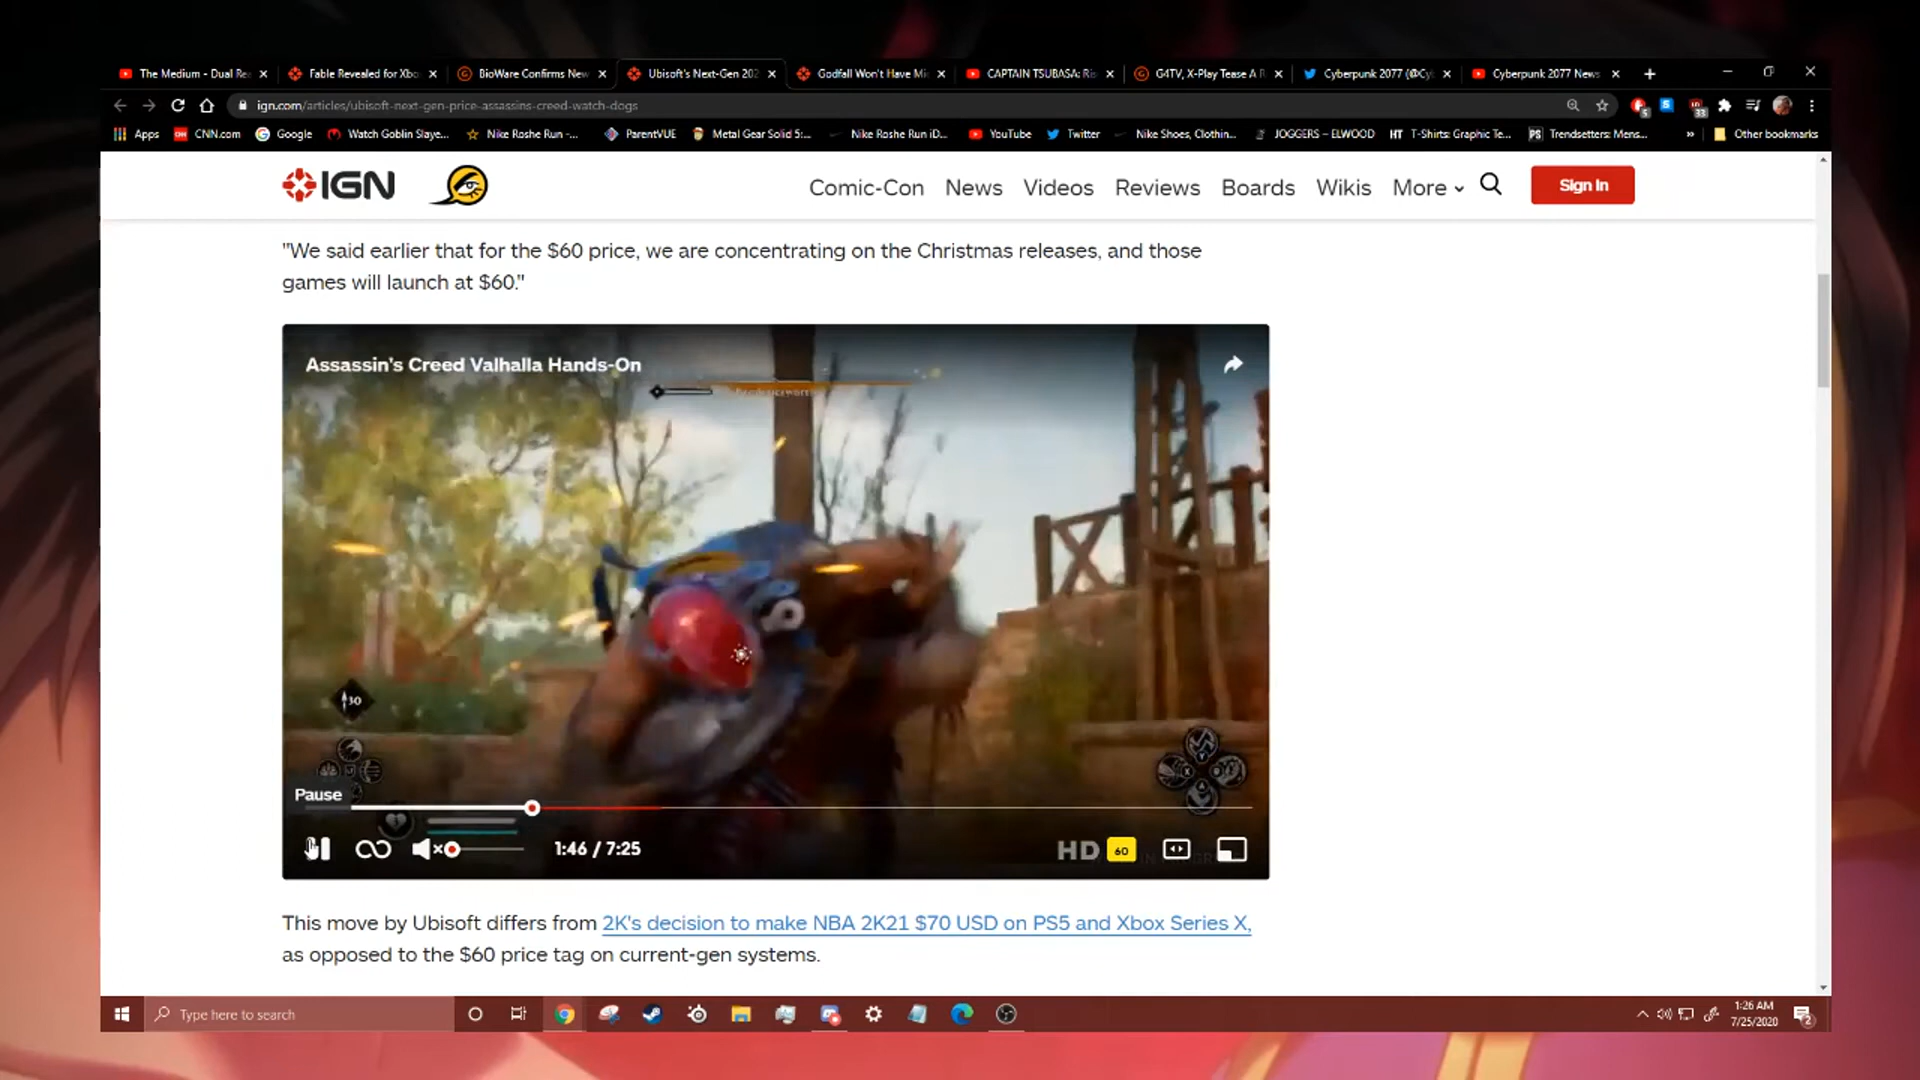 The Medium - Dual Re
Fable Revealed for Xbo
BioWare Confirms New
Ubisoft's Next-Gen 202
Godfall Won't Have Mi
CAPTAIN TSUBASA: Ris
G4TV, X-Play Tease A R
Cyberpunk 2077 (@Cy
Cyberpunk 2077 News
ign.com/articles/ubisoft-next-gen-price-assassins-creed-watch-dogs
Apps
CNN.com
Google
Watch Goblin Slaye...
Nike Roshe Run -...
ParentVUE
Metal Gear Solid 5:...
Nike Roshe Run iD...
YouTube
Twitter
Nike Shoes, Clothin...
JOGGERS – ELWOOD
HT T-Shirts: Graphic Te...
PS Trendsetters: Mens...
» Other bookmarks
IGN
Comic-Con News Videos Reviews Boards Wikis More
Sign In
"We said earlier that for the $60 price, we are concentrating on the Christmas releases, and those
games will launch at $60."
Assassin's Creed Valhalla Hands-On
30
Pause
1:46 / 7:25
HD 60
This move by Ubisoft differs from 2K's decision to make NBA 2K21 $70 USD on PS5 and Xbox Series X,
as opposed to the $60 price tag on current-gen systems.
Type here to search
1:26 AM
7/25/2020
2